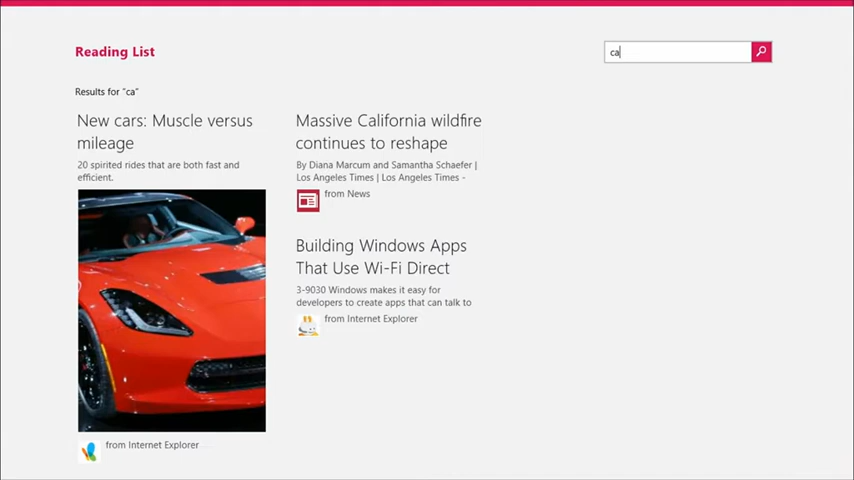 Reading List
ca
Results for "ca"
New cars: Muscle versus
mileage
20 spirited rides that are both fast and
efficient.
from Internet Explorer
Massive California wildfire
continues to reshape
By Diana Marcum and Samantha Schaefer |
Los Angeles Times | Los Angeles Times -
from News
Building Windows Apps
That Use Wi-Fi Direct
3-9030 Windows makes it easy for
developers to create apps that can talk to
from Internet Explorer